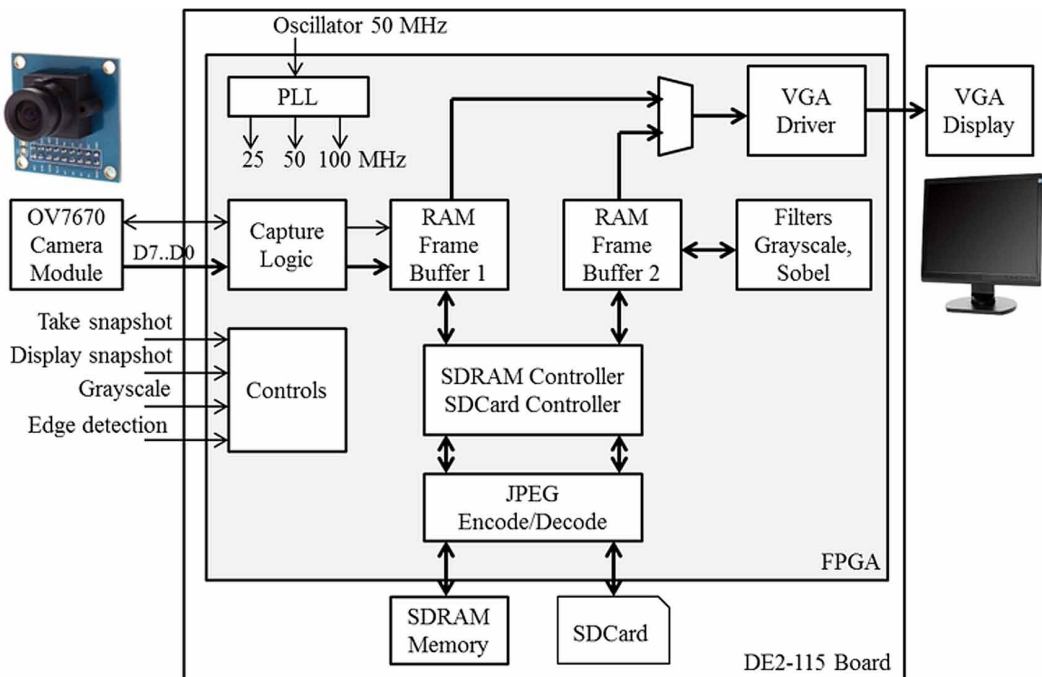 Oscillator 50 MHz
PLL
25 50 100 MHz
VGA
Driver
VGA
Display
OV7670
Camera
Module
D7..D0
Capture
Logic
RAM
Frame
Buffer 1
RAM
Frame
Buffer 2
Filters
Grayscale,
Sobel
Take snapshot
Display snapshot
Grayscale
Edge detection
Controls
SDRAM Controller
SDCard Controller
JPEG
Encode/Decode
FPGA
SDRAM
Memory
SDCard
DE2-115 Board